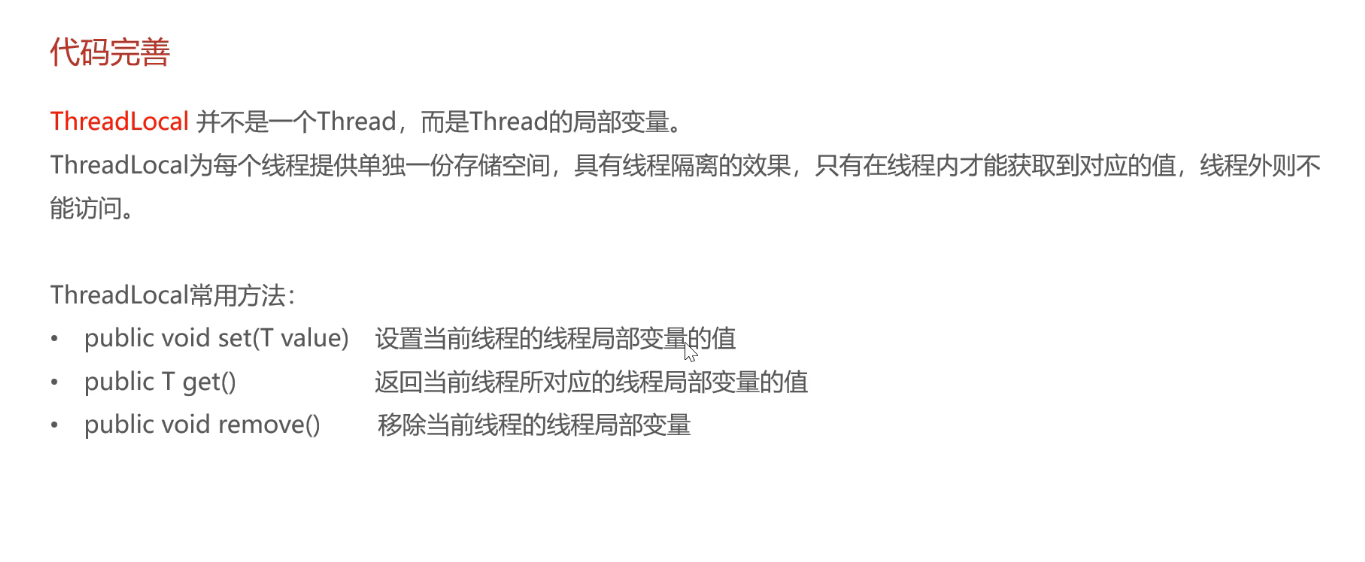 代码完善
ThreadLocal 并不是一个Thread，而是Thread的局部变量。
ThreadLocal为每个线程提供单独一份存储空间，具有线程隔离的效果，只有在线程内才能获取到对应的值，线程外则不
能访问。
ThreadLocal常用方法：
• public void set(T value) 设置当前线程的线程局部变量的值
• public T get() 返回当前线程所对应的线程局部变量的值
• public void remove() 移除当前线程的线程局部变量